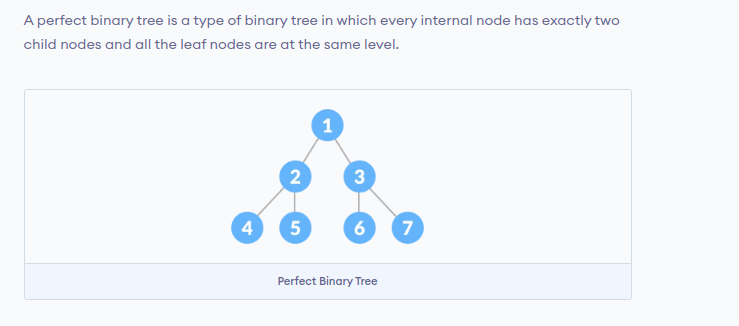 A perfect binary tree is a type of binary tree in which every internal node has exactly two
child nodes and all the leaf nodes are at the same level.
1
2 3
4 5 6 7
Perfect Binary Tree